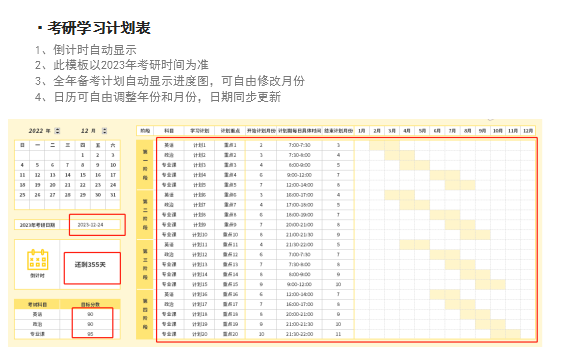 ·考研学习计划表
1、倒计时自动显示
2、此模板以2023年考研时间为准
3、全年备考计划自动显示进度图，可自由修改月份
4、日历可自由调整年份和月份，日期同步更新
2022 年 12 月
日 一 二 三 四 五 六
1 2 3
4 5 6 7 8 9 10
11 12 13 14 15 16 17
18 19 20 21 22 23 24
25 26 27 28 29 30 31
2023年考研日期 2023-12-24
倒计时 还剩355天
考试科目 目标分数
英语 90
政治 90
专业课 95
阶段 科目 学习计划 计划重点 开始计划月份 计划期每日具体时间 结束计划月份 1月 2月 3月 4月 5月 6月 7月 8月 9月 10月 11月 12月
第一阶段
英语 计划1 重点1 2 7:00-7:30 3
政治 计划2 重点2 3 7:10-8:00 4
专业课 计划3 重点3 4 8:00-9:00 5
专业课 计划4 重点4 6 9:00-12:00 7
专业课 计划5 重点5 7 12:00-14:00 8
第二阶段
英语 计划6 重点6 3 16:00-17:00 4
政治 计划7 重点7 5 17:00-18:00 5
专业课 计划8 重点8 6 18:00-19:00 7
专业课 计划9 重点9 7 20:00-21:00 8
专业课 计划10 重点10 8 21:00-21:30 9
第三阶段
英语 计划11 重点11 4 21:30-22:00 5
政治 计划12 重点12 6 7:00-7:30 7
专业课 计划13 重点13 7 7:10-8:00 8
专业课 计划14 重点14 8 8:00-9:00 9
专业课 计划15 重点15 9 9:00-12:00 10
第四阶段
英语 计划16 重点16 6 12:00-14:00 7
政治 计划17 重点17 7 16:00-17:00 8
专业课 计划18 重点18 8 20:00-21:00 9
专业课 计划19 重点19 9 21:00-21:30 10
专业课 计划20 重点20 10 21:30-22:00 11